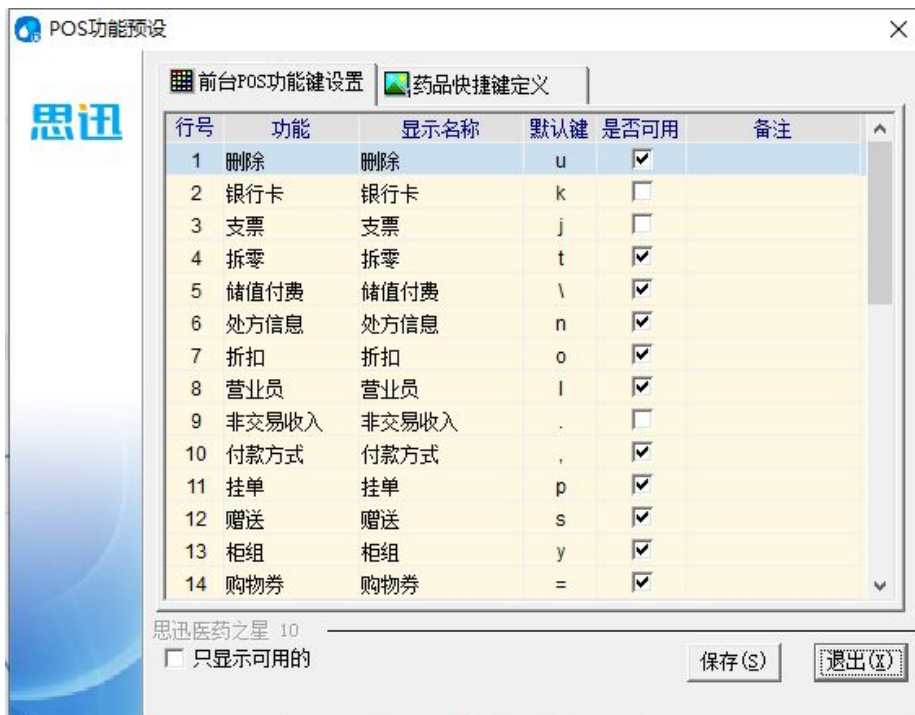 POS功能预设
思迅
前台POS功能键设置 药品快捷键定义
行号 功能 显示名称 默认键 是否可用 备注
1 删除 删除 u
2 银行卡 银行卡 k
3 支票 支票 j
4 拆零 拆零 t
5 储值付费 储值付费 \
6 处方信息 处方信息 n
7 折扣 折扣 o
8 营业员 营业员 l
9 非交易收入 非交易收入 .
10 付款方式 付款方式 ,
11 挂单 挂单 p
12 赠送 赠送 s
13 柜组 柜组 y
14 购物券 购物券 =
思迅医药之星 10
只显示可用的
保存(S) 退出(X)